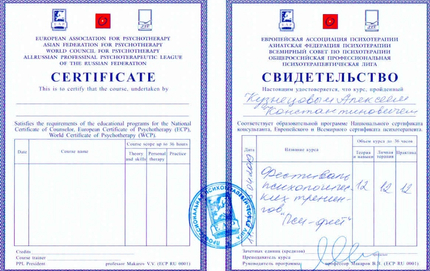 EUROPEAN ASSOCIATION FOR PSYCHOTHERAPY
ASIAN FEDERATION FOR PSYCHOTHERAPY
WORLD COUNCIL FOR PSYCHOTHERAPY
ALLRUSSIAN PROFESSINAL PSYCHOTERAPEUTIC LEAGUE
OF THE RUSSIAN FEDERATION
CERTIFICATE
This is to certify that the course, undertaken by
Satisfies the requirements of the educational programs for the National
Certificate of Counselor, European Certificate of Psychotherapy (ECP),
World Certificate of Psychotherapy (WCP).
Date
Course name
Course scope up to 36 hours
Theory and skills
Personal therapy
Practice
Credits
Course
PPL President professor Makarov V.V. (ECP RU 0001)
ЕВРОПЕЙСКАЯ АССОЦИАЦИЯ ПСИХОТЕРАПИИ
АЗИАТСКАЯ ФЕДЕРАЦИЯ ПСИХОТЕРАПИИ
ВСЕМИРНЫЙ СОВЕТ ПО ПСИХОТЕРАПИИ
ОБЩЕРОССИЙСКАЯ ПРОФЕССИОНАЛЬНАЯ
ПСИХОТЕРАПЕВТИЧЕСКАЯ ЛИГА
СВИДЕТЕЛЬСТВО
Настоящим удостоверяется, что курс, пройденный
Кузнецовым Алексеем
Константиновичем
Соответствует образовательной программе Национального сертификата
консультанта, Европейского и Всемирного сертификата психотерапевта.
Название курса
Объем курса до 36 часов
Теория и навыки
Личная терапия
Практика
04.2003
Фестиваль
психологичес
ких тренин-
гов
"Пси-фест"
12 12 12
Зачетные единицы (кредиты)
Преподаватель курса
Руководитель программы профессор Макаров В.В. (ECP RU 0001)